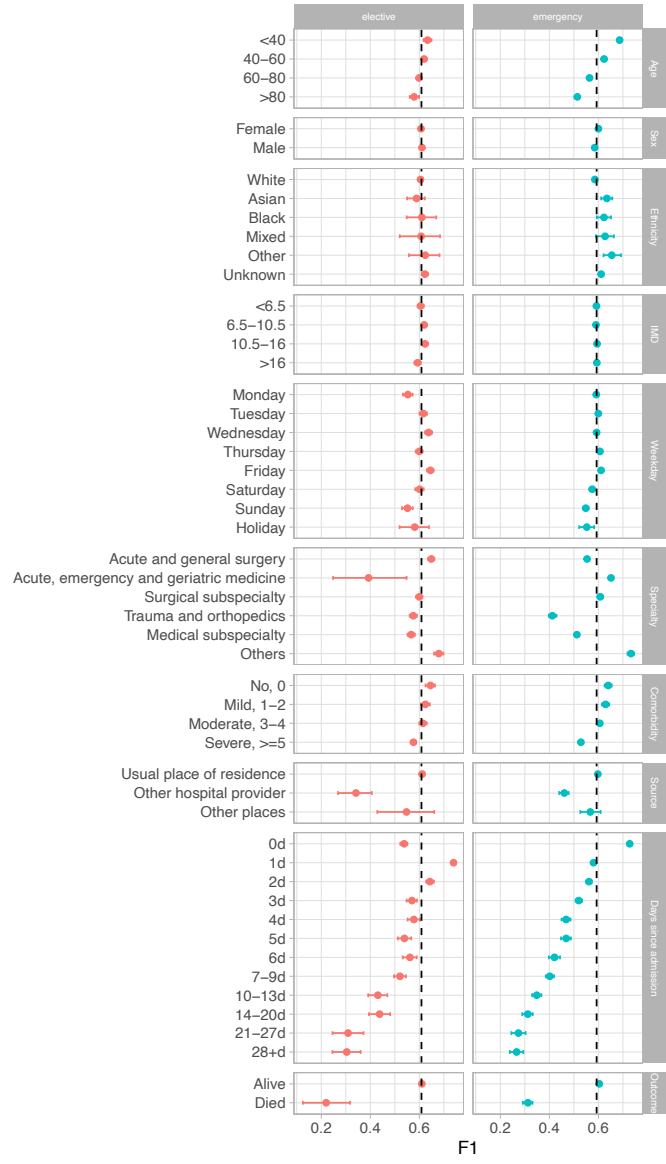 elective emergency
<40
40−60
60−80
>80
Age
Female
Male
Sex
White
Asian
Black
Mixed
Other
Unknown
Ethnicity
<6.5
6.5−10.5
10.5−16
>16
IMD
Monday
Tuesday
Wednesday
Thursday
Friday
Saturday
Sunday
Holiday
Weekday
Acute and general surgery
Acute, emergency and geriatric medicine
Surgical subspecialty
Trauma and orthopedics
Medical subspecialty
Others
Specialty
No, 0
Mild, 1−2
Moderate, 3−4
Severe, >=5
Comorbidity
Usual place of residence
Other hospital provider
Other places
Source
0d
1d
2d
3d
4d
5d
6d
7−9d
10−13d
14−20d
21−27d
28+d
Days since admission
Alive
Died
Outcome
0.2 0.4 0.6 0.2 0.4 0.6
F1